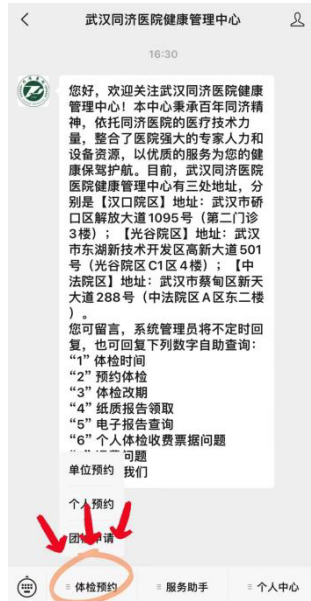 武汉同济医院健康管理中心
16:30
您好，欢迎关注武汉同济医院健康
管理中心！本中心秉承百年同济精
神，依托同济医院的医疗技术力
量，整合了医院强大的专家人力和
设备资源，以优质的服务为您的健
康保驾护航。目前，武汉同济医院
医院健康管理中心有三处地址，分
别是【汉口院区】地址：武汉市硚
口区解放大道1095号（第二门诊
3楼）；【光谷院区】地址：武汉
市东湖新技术开发区高新大道501
号（光谷院区C1区4楼）；【中
法院区】地址：武汉市蔡甸区新天
大道288号（中法院区A区东二楼
）。
您可留言，系统管理员将不定时回
复，也可回复下列数字自助查询：
“1”体检时间
“2”预约体检
“3”体检改期
“4”纸质报告领取
“5”电子报告查询
“6”个人体检收费票据问题
问题
单位预约 我们
个人预约
团 申请
体检预约 服务助手 个人中心